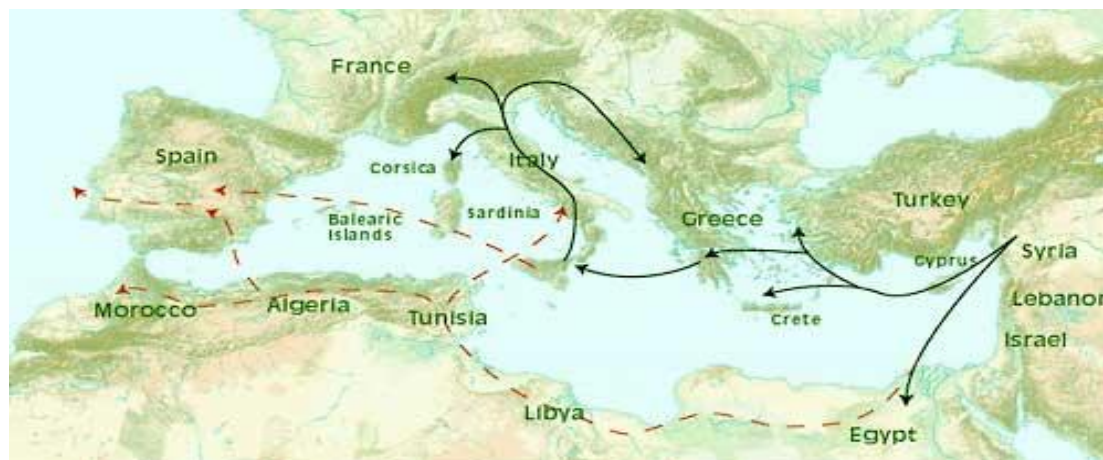 France
Spain
Corsica
Italy
Turkey
Balearic
Islands
Sardinia
Greece
Cyprus
Syria
Morocco
Algeria
Tunisia
Crete
Lebanon
Israel
Libya
Egypt